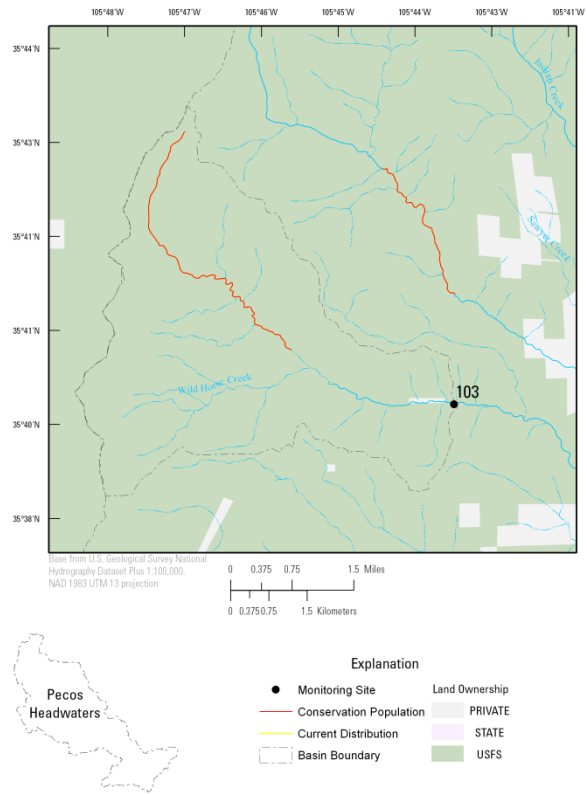 105°48'W 105°47'W 105°46'W 105°44'W 105°43'W 105°41'W
35°44'N
Indian Creek
35°43'N
Sawyer Creek
35°41'N
35°41'N
Wild Horse Creek
103
35°40'N
35°38'N
Base from U.S. Geological Survey National
Hydrography Dataset Plus 1:100,000.
NAD 1983 UTM 13 projection
0 0.375 0.75 1.5 Miles
0 0.375 0.75 1.5 Kilometers
Pecos
Headwaters
Explanation
Monitoring Site
Conservation Population
Current Distribution
Basin Boundary
Land Ownership
PRIVATE
STATE
USFS